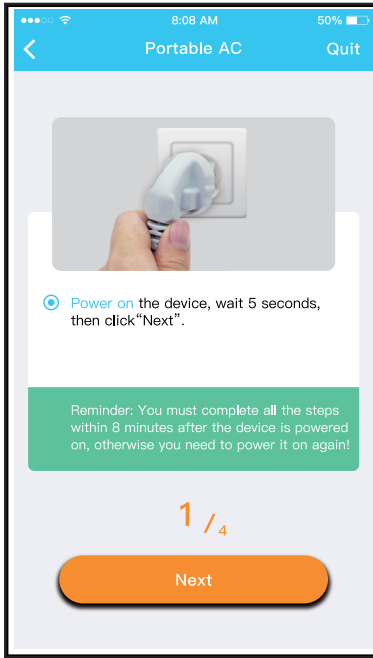 8:08 AM
50%
Portable AC
Quit
Power on the device, wait 5 seconds,
then click“Next”.
Reminder: You must complete all the steps
within 8 minutes after the device is powered
on, otherwise you need to power it on again!
1 / 4
Next